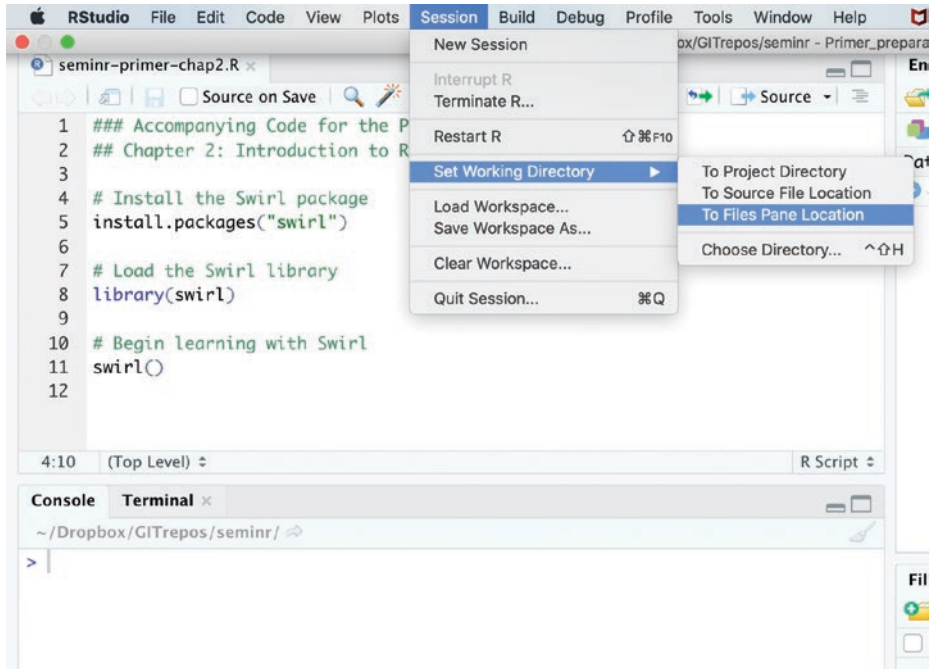 RStudio File Edit Code View Plots Session Build Debug Profile Tools Window Help
ox/GITrepos/seminr - Primer_prepara
seminr-primer-chap2.R
Source on Save
Source
1 ### Accompanying Code for the P
2 ## Chapter 2: Introduction to R
3
4 # Install the Swirl package
5 install.packages("swirl")
6
7 # Load the Swirl library
8 library(swirl)
9
10 # Begin learning with Swirl
11 swirl()
12
New Session
Interrupt R
Terminate R...
Restart R ⇧⌘F10
Set Working Directory ▶
Load Workspace...
Save Workspace As...
Clear Workspace...
Quit Session... ⌘Q
To Project Directory
To Source File Location
To Files Pane Location
Choose Directory... ^⇧H
En
Dat
4:10 (Top Level) R Script
Console Terminal
~/Dropbox/GITrepos/seminr/
>
Fil